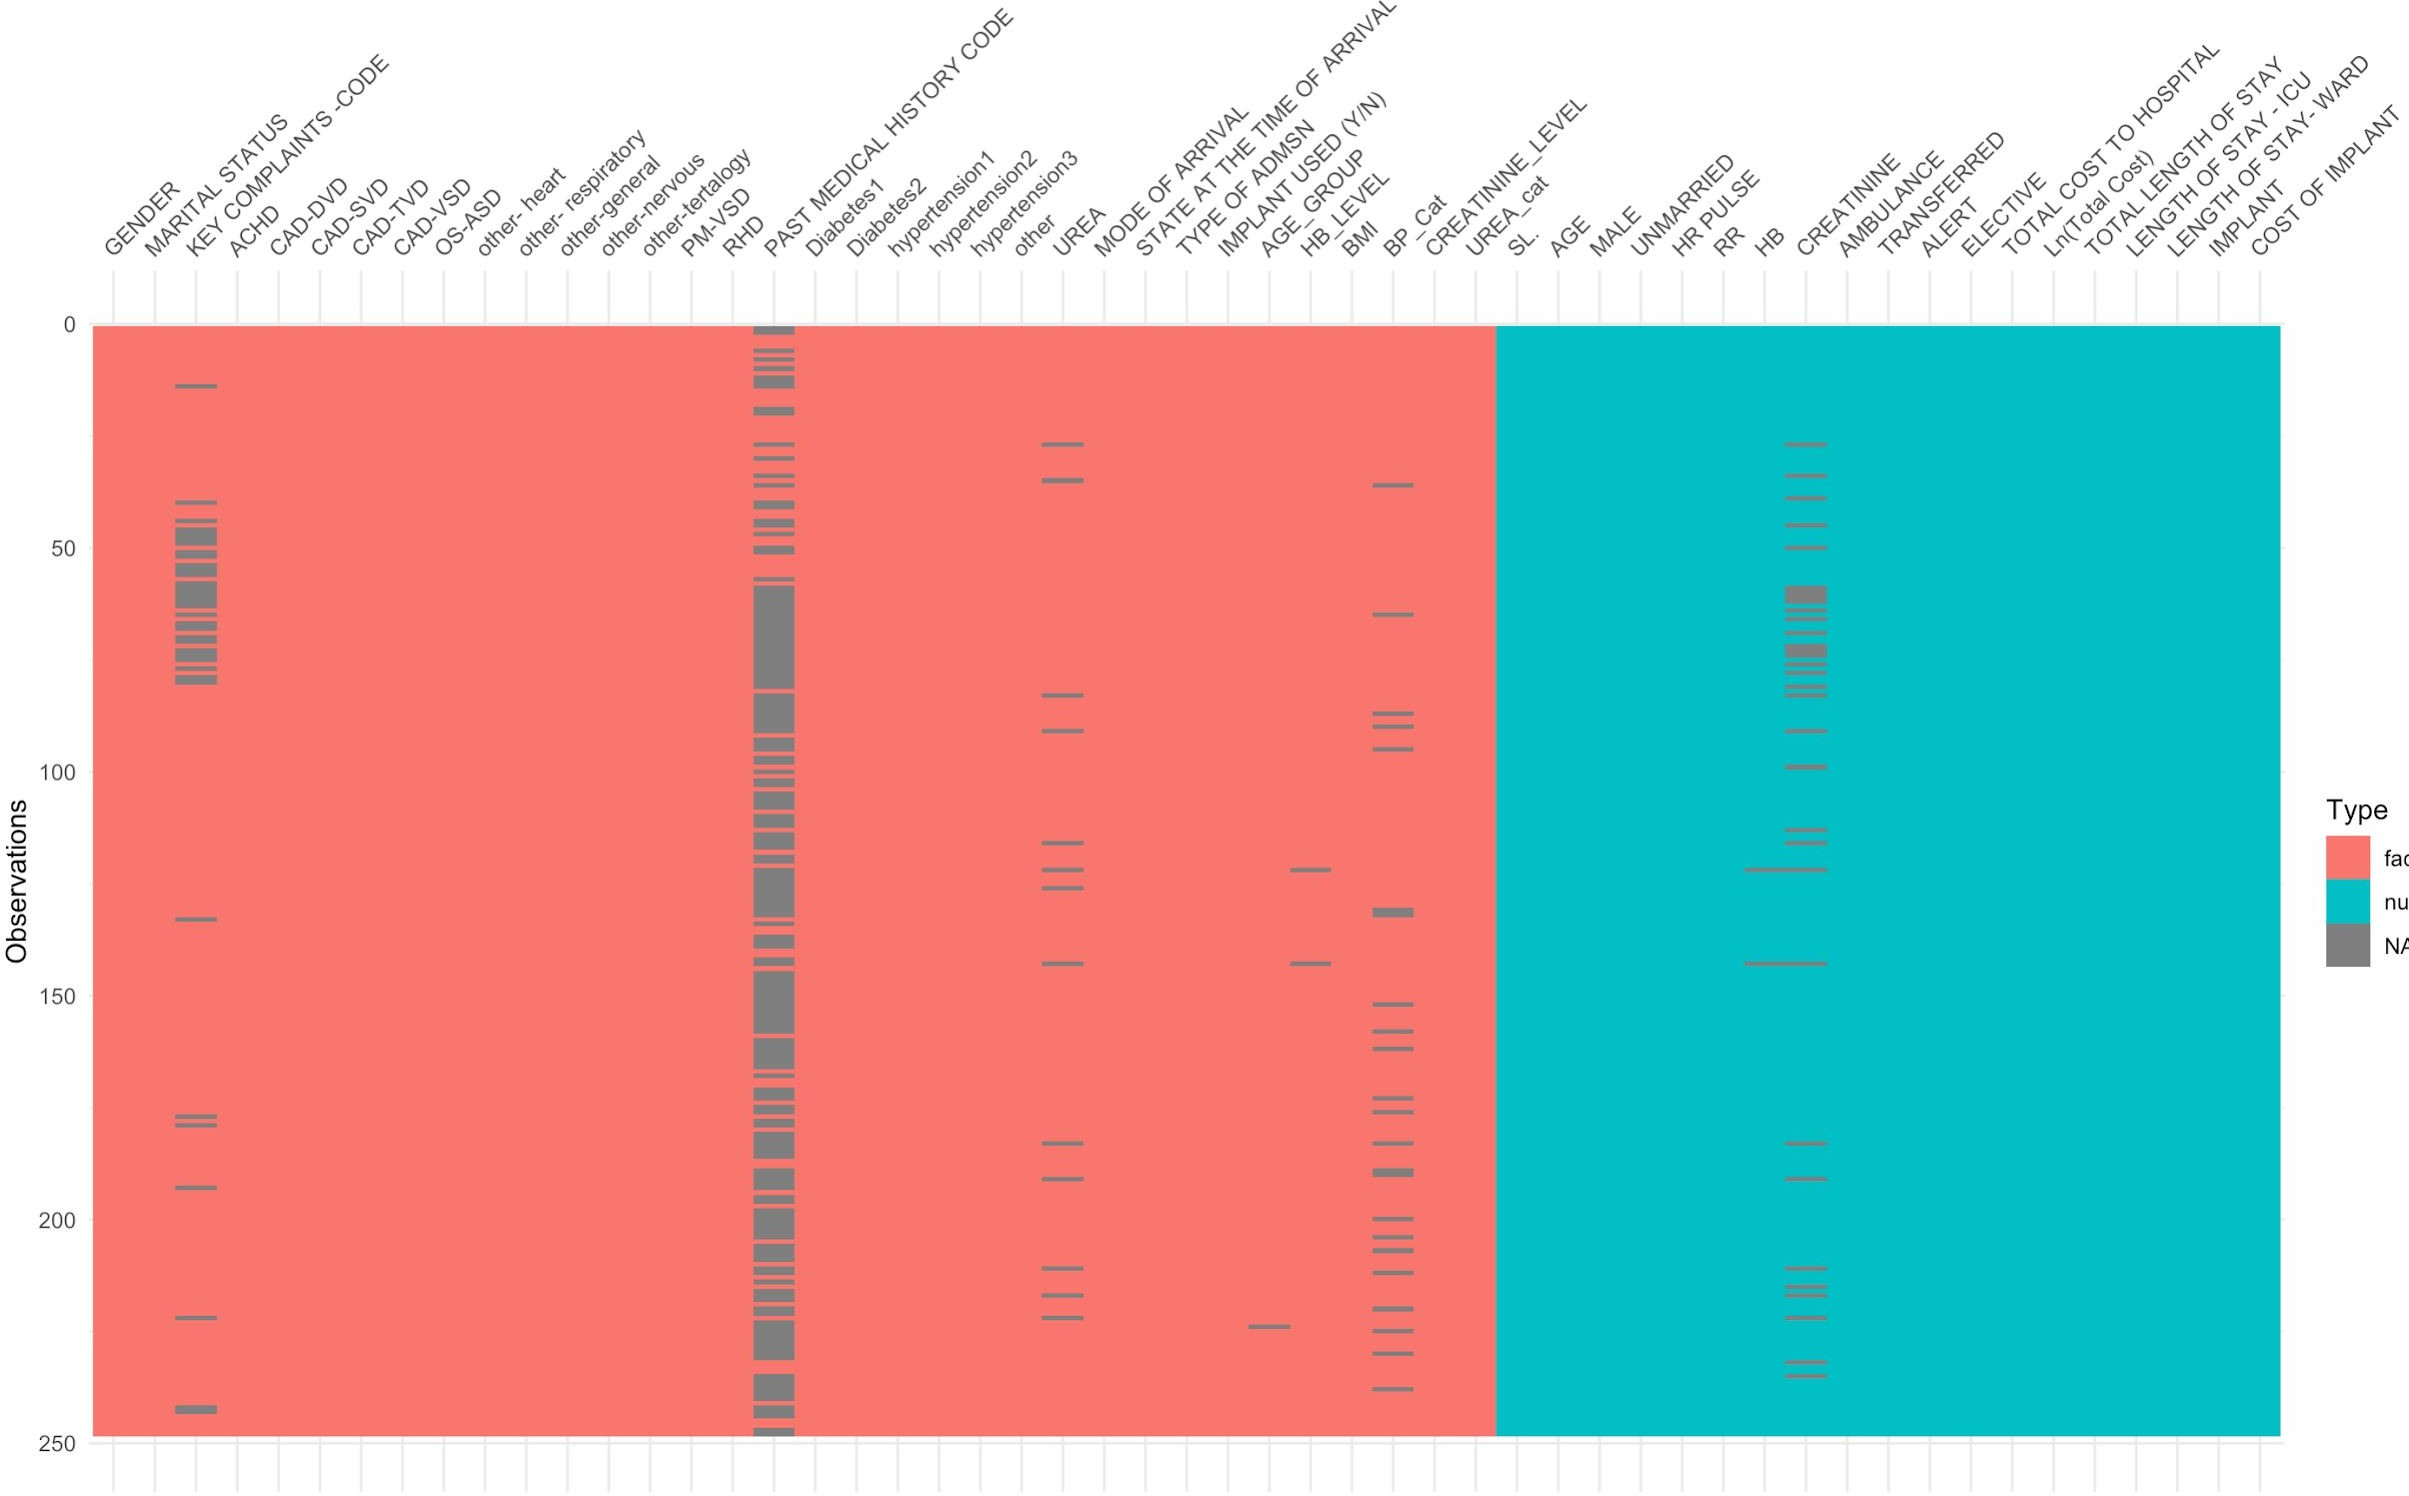 GENDER
MARITAL STATUS
KEY COMPLAINTS -CODE
ACHD
CAD-DVD
CAD-SVD
CAD-TVD
CAD-VSD
OS-ASD
other- heart
other- respiratory
other-general
other-nervous
other-tertalogy
PM-VSD
RHD
PAST MEDICAL HISTORY CODE
Diabetes1
Diabetes2
hypertension1
hypertension2
hypertension3
other
UREA
MODE OF ARRIVAL
STATE AT THE TIME OF ARRIVAL
TYPE OF ADMSN
IMPLANT USED (Y/N)
AGE_GROUP
HB_LEVEL
BMI
BP_Cat
CREATININE_LEVEL
UREA_cat
SL.
AGE
MALE
UNMARRIED
HR PULSE
RR
HB
CREATININE
AMBULANCE
TRANSFERRED
ALERT
ELECTIVE
TOTAL COST TO HOSPITAL
Ln(Total Cost)
TOTAL LENGTH OF STAY
LENGTH OF STAY - ICU
LENGTH OF STAY- WARD
IMPLANT
COST OF IMPLANT
0
50
100
150
200
250
Observations
Type
fac
nu
NA